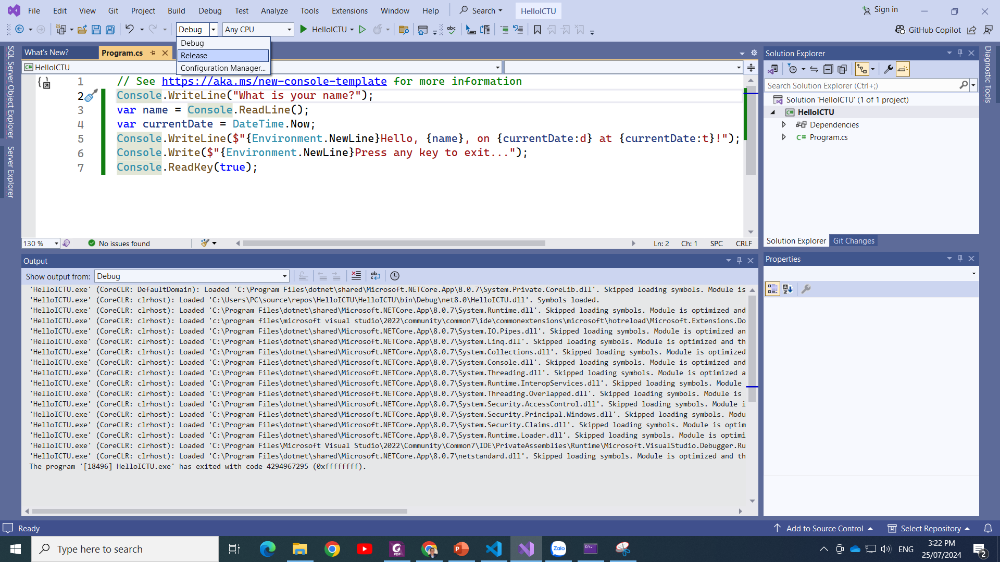 File Edit View Git Project Build Debug Test Analyze Tools Extensions Window Help Search HelloICTU Sign in
Debug Any CPU HelloICTU GitHub Copilot
Debug
Release
Configuration Manager...
What's New? Program.cs
HelloICTU
1 // See https://aka.ms/new-console-template for more information
2 Console.WriteLine("What is your name?");
3 var name = Console.ReadLine();
4 var currentDate = DateTime.Now;
5 Console.WriteLine($"{Environment.NewLine}Hello, {name}, on {currentDate:d} at {currentDate:t}!");
6 Console.Write($"{Environment.NewLine}Press any key to exit...");
7 Console.ReadKey(true);
130 % No issues found Ln: 2 Ch: 1 SPC CRLF
SQL Server Object Explorer
Server Explorer
Output
Show output from: Debug
'HelloICTU.exe' (CoreCLR: DefaultDomain): Loaded 'C:\Program Files\dotnet\shared\Microsoft.NETCore.App\8.0.7\System.Private.CoreLib.dll'. Skipped loading symbols. Module is
'HelloICTU.exe' (CoreCLR: clrhost): Loaded 'C:\Users\PC\source\repos\HelloICTU\HelloICTU\bin\Debug\net8.0\HelloICTU.dll'. Symbols loaded.
'HelloICTU.exe' (CoreCLR: clrhost): Loaded 'C:\Program Files\dotnet\shared\Microsoft.NETCore.App\8.0.7\System.Runtime.dll'. Skipped loading symbols. Module is optimized and
'HelloICTU.exe' (CoreCLR: clrhost): Loaded 'c:\program files\microsoft visual studio\2022\community\common7\ide\commonextensions\microsoft\hotreload\Microsoft.Extensions.Do
'HelloICTU.exe' (CoreCLR: clrhost): Loaded 'C:\Program Files\dotnet\shared\Microsoft.NETCore.App\8.0.7\System.IO.Pipes.dll'. Skipped loading symbols. Module is optimized an
'HelloICTU.exe' (CoreCLR: clrhost): Loaded 'C:\Program Files\dotnet\shared\Microsoft.NETCore.App\8.0.7\System.Linq.dll'. Skipped loading symbols. Module is optimized and th
'HelloICTU.exe' (CoreCLR: clrhost): Loaded 'C:\Program Files\dotnet\shared\Microsoft.NETCore.App\8.0.7\System.Collections.dll'. Skipped loading symbols. Module is optimized
'HelloICTU.exe' (CoreCLR: clrhost): Loaded 'C:\Program Files\dotnet\shared\Microsoft.NETCore.App\8.0.7\System.Console.dll'. Skipped loading symbols. Module is optimized and
'HelloICTU.exe' (CoreCLR: clrhost): Loaded 'C:\Program Files\dotnet\shared\Microsoft.NETCore.App\8.0.7\System.Threading.dll'. Skipped loading symbols. Module is optimized a
'HelloICTU.exe' (CoreCLR: clrhost): Loaded 'C:\Program Files\dotnet\shared\Microsoft.NETCore.App\8.0.7\System.Runtime.InteropServices.dll'. Skipped loading symbols. Module
'HelloICTU.exe' (CoreCLR: clrhost): Loaded 'C:\Program Files\dotnet\shared\Microsoft.NETCore.App\8.0.7\System.Threading.Overlapped.dll'. Skipped loading symbols. Module is
'HelloICTU.exe' (CoreCLR: clrhost): Loaded 'C:\Program Files\dotnet\shared\Microsoft.NETCore.App\8.0.7\System.Security.AccessControl.dll'. Skipped loading symbols. Module i
'HelloICTU.exe' (CoreCLR: clrhost): Loaded 'C:\Program Files\dotnet\shared\Microsoft.NETCore.App\8.0.7\System.Security.Principal.Windows.dll'. Skipped loading symbols. Modu
'HelloICTU.exe' (CoreCLR: clrhost): Loaded 'C:\Program Files\dotnet\shared\Microsoft.NETCore.App\8.0.7\System.Security.Claims.dll'. Skipped loading symbols. Module is optim
'HelloICTU.exe' (CoreCLR: clrhost): Loaded 'C:\Program Files\dotnet\shared\Microsoft.NETCore.App\8.0.7\System.Runtime.Loader.dll'. Skipped loading symbols. Module is optimi
'HelloICTU.exe' (CoreCLR: clrhost): Loaded 'C:\Program Files\Microsoft Visual Studio\2022\Community\Common7\IDE\PrivateAssemblies\Runtime\Microsoft.VisualStudio.Debugger.Ru
'HelloICTU.exe' (CoreCLR: clrhost): Loaded 'C:\Program Files\dotnet\shared\Microsoft.NETCore.App\8.0.7\netstandard.dll'. Skipped loading symbols. Module is optimized and th
The program '[18496] HelloICTU.exe' has exited with code 4294967295 (0xffffffff).
Solution Explorer
Search Solution Explorer (Ctrl+;)
Solution 'HelloICTU' (1 of 1 project)
C# HelloICTU
Dependencies
C# Program.cs
Solution Explorer Git Changes
Properties
Diagnostic Tools
Ready Add to Source Control Select Repository
Type here to search
PDF
Zalo
ENG
3:22 PM
25/07/2024
2